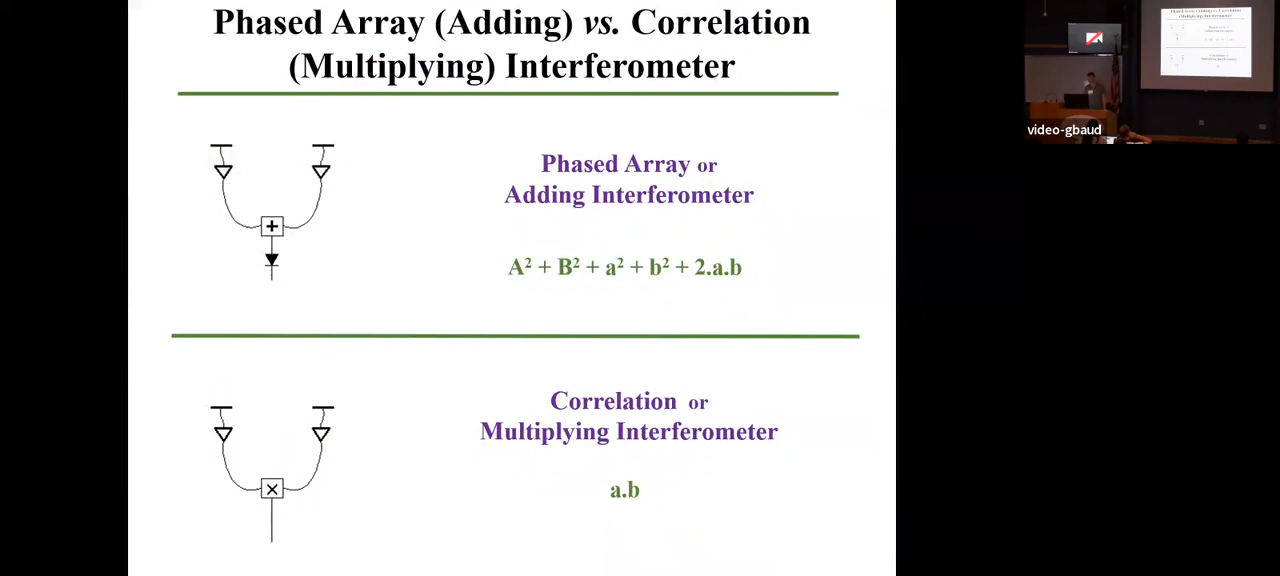 Phased Array (Adding) vs. Correlation
(Multiplying) Interferometer
Phased Array or
Adding Interferometer
+
A² + B² + a² + b² + 2.a.b
Correlation or
Multiplying Interferometer
×
a.b
video-gbaud